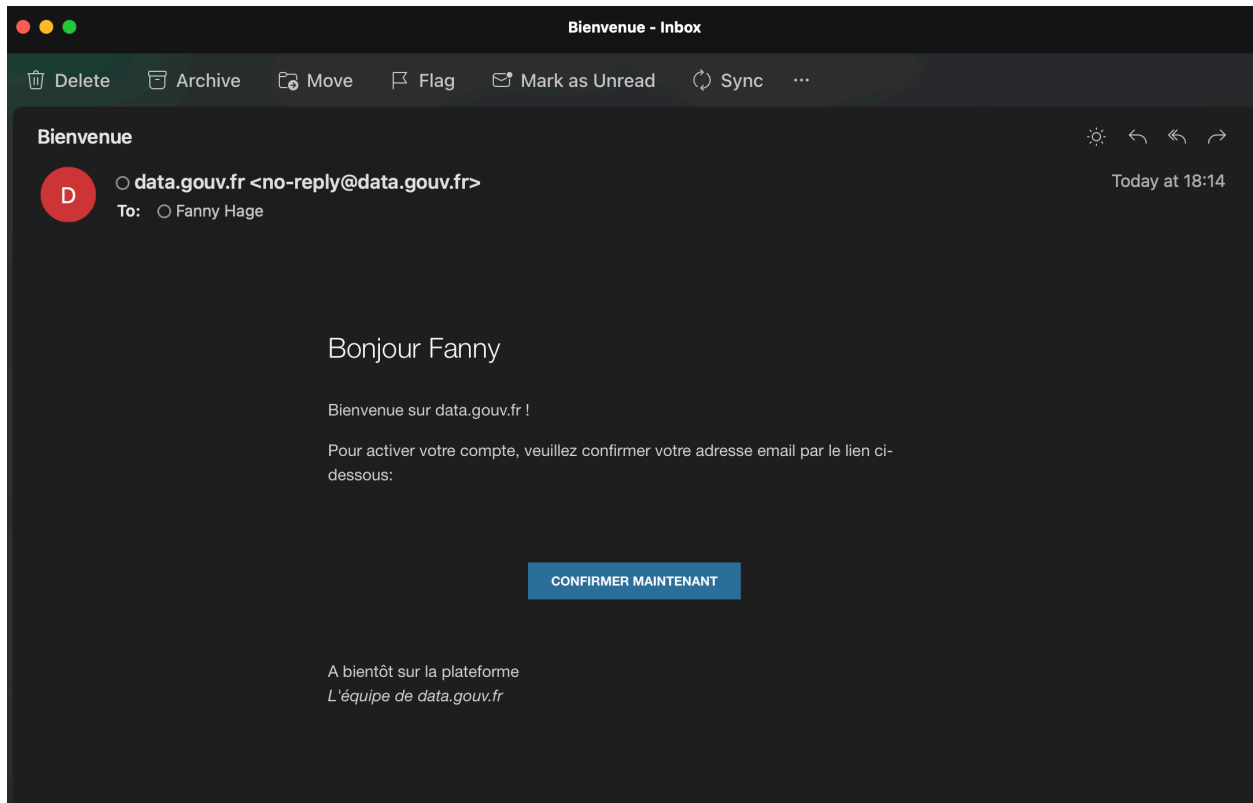 Bienvenue - Inbox
Delete Archive Move Flag Mark as Unread Sync ...
Bienvenue
D
data.gouv.fr <no-reply@data.gouv.fr>
Today at 18:14
To: Fanny Hage
Bonjour Fanny
Bienvenue sur data.gouv.fr !
Pour activer votre compte, veuillez confirmer votre adresse email par le lien ci-
dessous:
CONFIRMER MAINTENANT
A bientôt sur la plateforme
L'équipe de data.gouv.fr